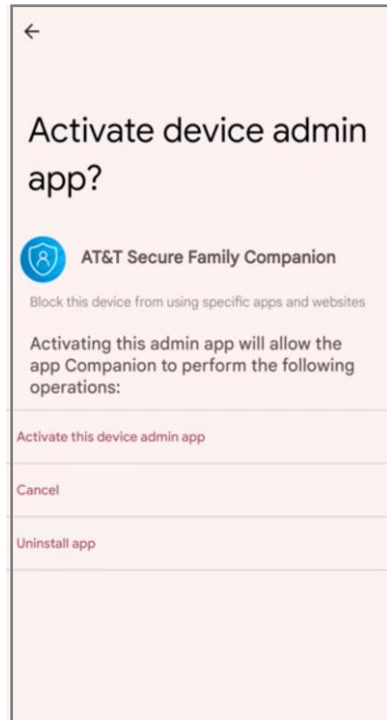 Activate device admin
app?
AT&T Secure Family Companion
Block this device from using specific apps and websites
Activating this admin app will allow the
app Companion to perform the following
operations:
Activate this device admin app
Cancel
Uninstall app